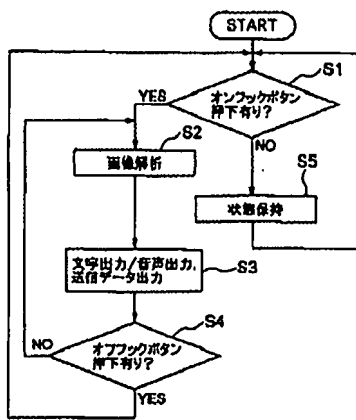 START
S1
オンフックボタン
押下有り?
YES
NO
S2
画像解析
S5
状態保持
文字出力/音声出力,
送信データ出力
S3
S4
オフフックボタン
押下有り?
NO
YES